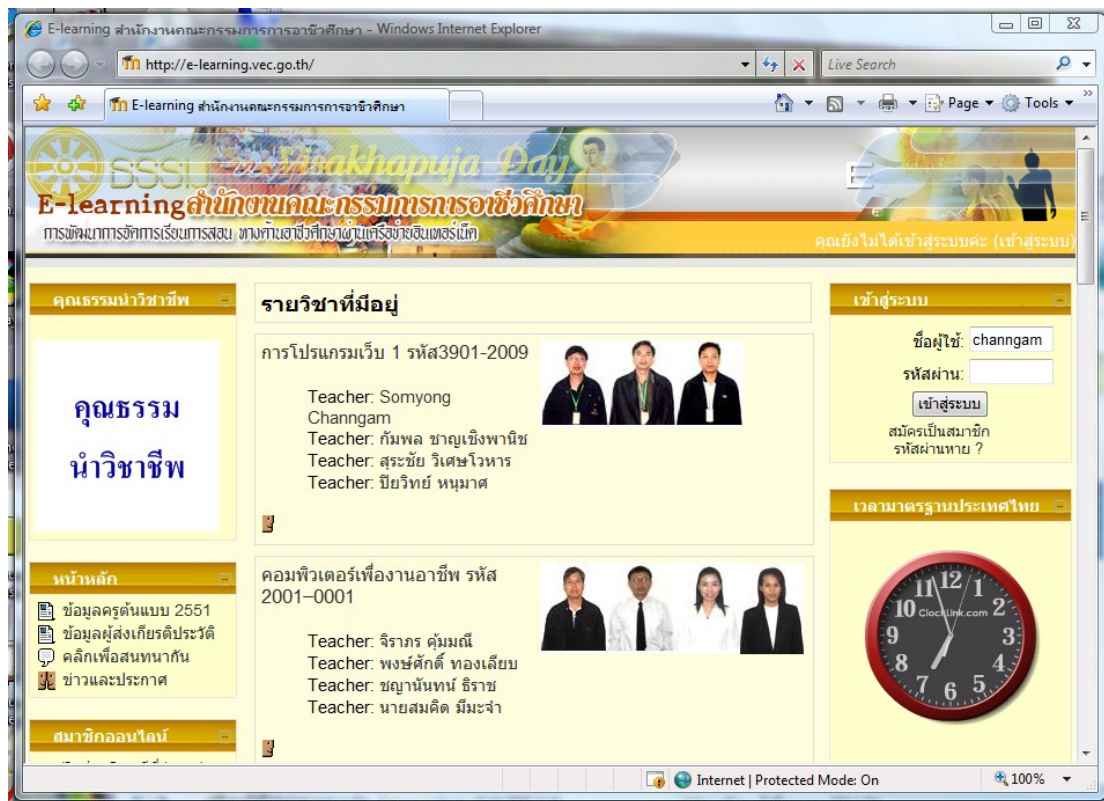 E-learning สำนักงานคณะกรรมการการอาชีวศึกษา - Windows Internet Explorer
http://e-learning.vec.go.th/
Live Search
E-learning สำนักงานคณะกรรมการการอาชีวศึกษา
Page
Tools
Visakhapuja Day
E-learningสำนักงานคณะกรรมการการอาชีวศึกษา
การพัฒนาการจัดการเรียนการสอน ทางด้านอาชีวศึกษาผ่านเครือข่ายอินเทอร์เน็ต
คุณยังไม่ได้เข้าสู่ระบบค่ะ (เข้าสู่ระบบ)
คุณธรรมนำวิชาชีพ
คุณธรรม
นำวิชาชีพ
หน้าหลัก
ข้อมูลครูต้นแบบ 2551
ข้อมูลผู้ส่งเกียรติประวัติ
คลิกเพื่อสนทนากัน
ข่าวและประกาศ
สมาชิกออนไลน์
รายวิชาที่มีอยู่
การโปรแกรมเว็บ 1 รหัส3901-2009
Teacher: Somyong
Channgam
Teacher: กัมพล ชาญเชิงพานิช
Teacher: สุระชัย วิเศษโวหาร
Teacher: ปิยวิทย์ หนุมาศ
คอมพิวเตอร์เพื่องานอาชีพ รหัส
2001–0001
Teacher: จิราภร คุ้มมณี
Teacher: พงษ์ศักดิ์ ทองเลียบ
Teacher: ชญานันทน์ ธิราช
Teacher: นายสมคิด มีมะจำ
เข้าสู่ระบบ
ชื่อผู้ใช้: channgam
รหัสผ่าน:
เข้าสู่ระบบ
สมัครเป็นสมาชิก
รหัสผ่านหาย ?
เวลามาตรฐานประเทศไทย
11 12 1
10 ClockLink.com 2
9 3
8 4
7 6 5
Internet | Protected Mode: On
100%